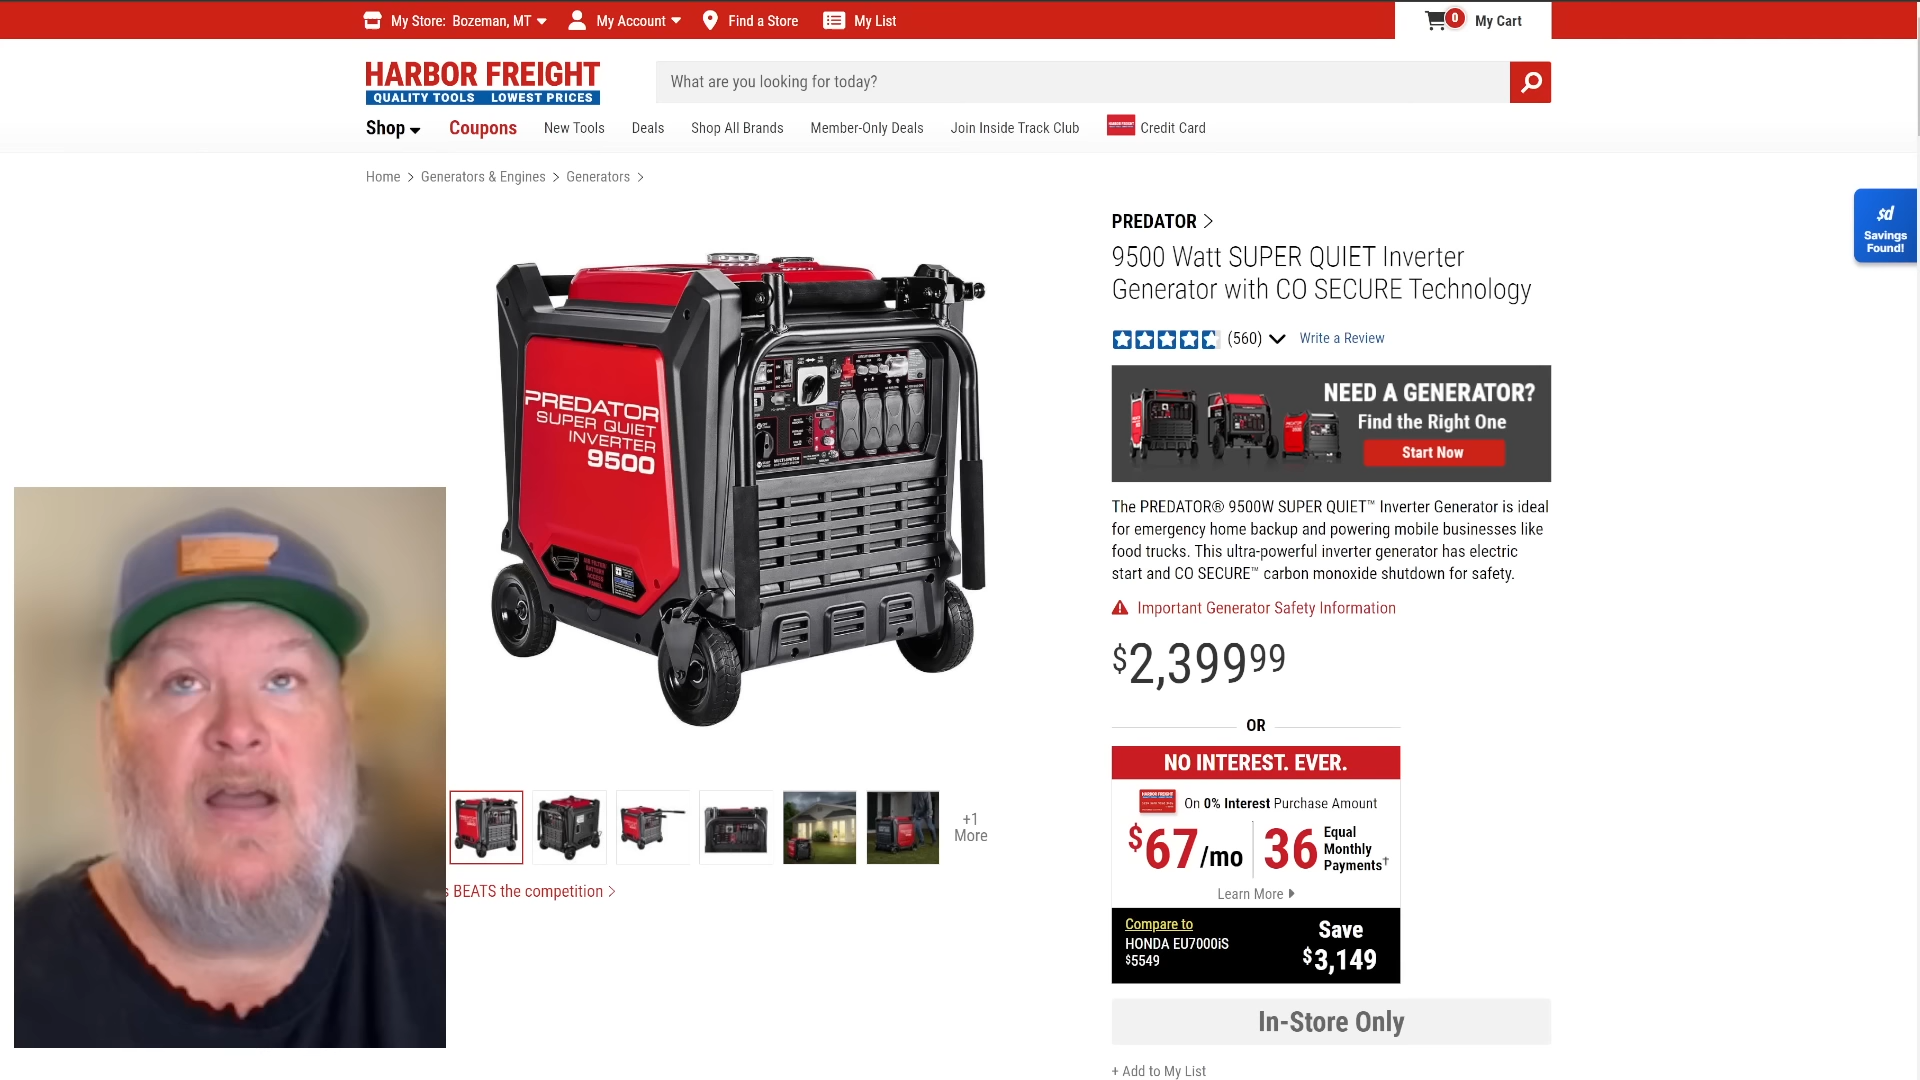 My Store: Bozeman, MT
My Account
Find a Store
My List
0
My Cart
HARBOR FREIGHT
QUALITY TOOLS LOWEST PRICES
What are you looking for today?
Shop
Coupons
New Tools
Deals
Shop All Brands
Member-Only Deals
Join Inside Track Club
Credit Card
Home > Generators & Engines > Generators >
$d
Savings
Found!
PREDATOR >
9500 Watt SUPER QUIET Inverter
Generator with CO SECURE Technology
(560)
Write a Review
NEED A GENERATOR?
Find the Right One
Start Now
PREDATOR
SUPER QUIET
INVERTER
9500
The PREDATOR® 9500W SUPER QUIET™ Inverter Generator is ideal
for emergency home backup and powering mobile businesses like
food trucks. This ultra-powerful inverter generator has electric
start and CO SECURE™ carbon monoxide shutdown for safety.
Important Generator Safety Information
$2,399 99
OR
NO INTEREST. EVER.
On 0% Interest Purchase Amount
$67/mo
36 Equal
Monthly
Payments†
Learn More
Compare to
HONDA EU7000iS
$5549
Save
$3,149
+1
More
BEATS the competition >
In-Store Only
+ Add to My List